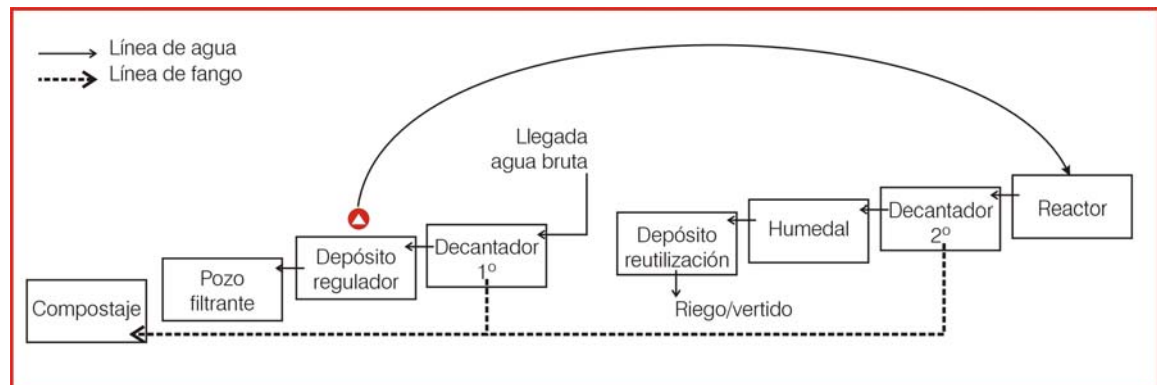 Línea de agua
Línea de fango
Llegada
agua bruta
Compostaje
Pozo
filtrante
Depósito
regulador
Decantador
1º
Depósito
reutilización
Riego/vertido
Humedal
Decantador
2º
Reactor